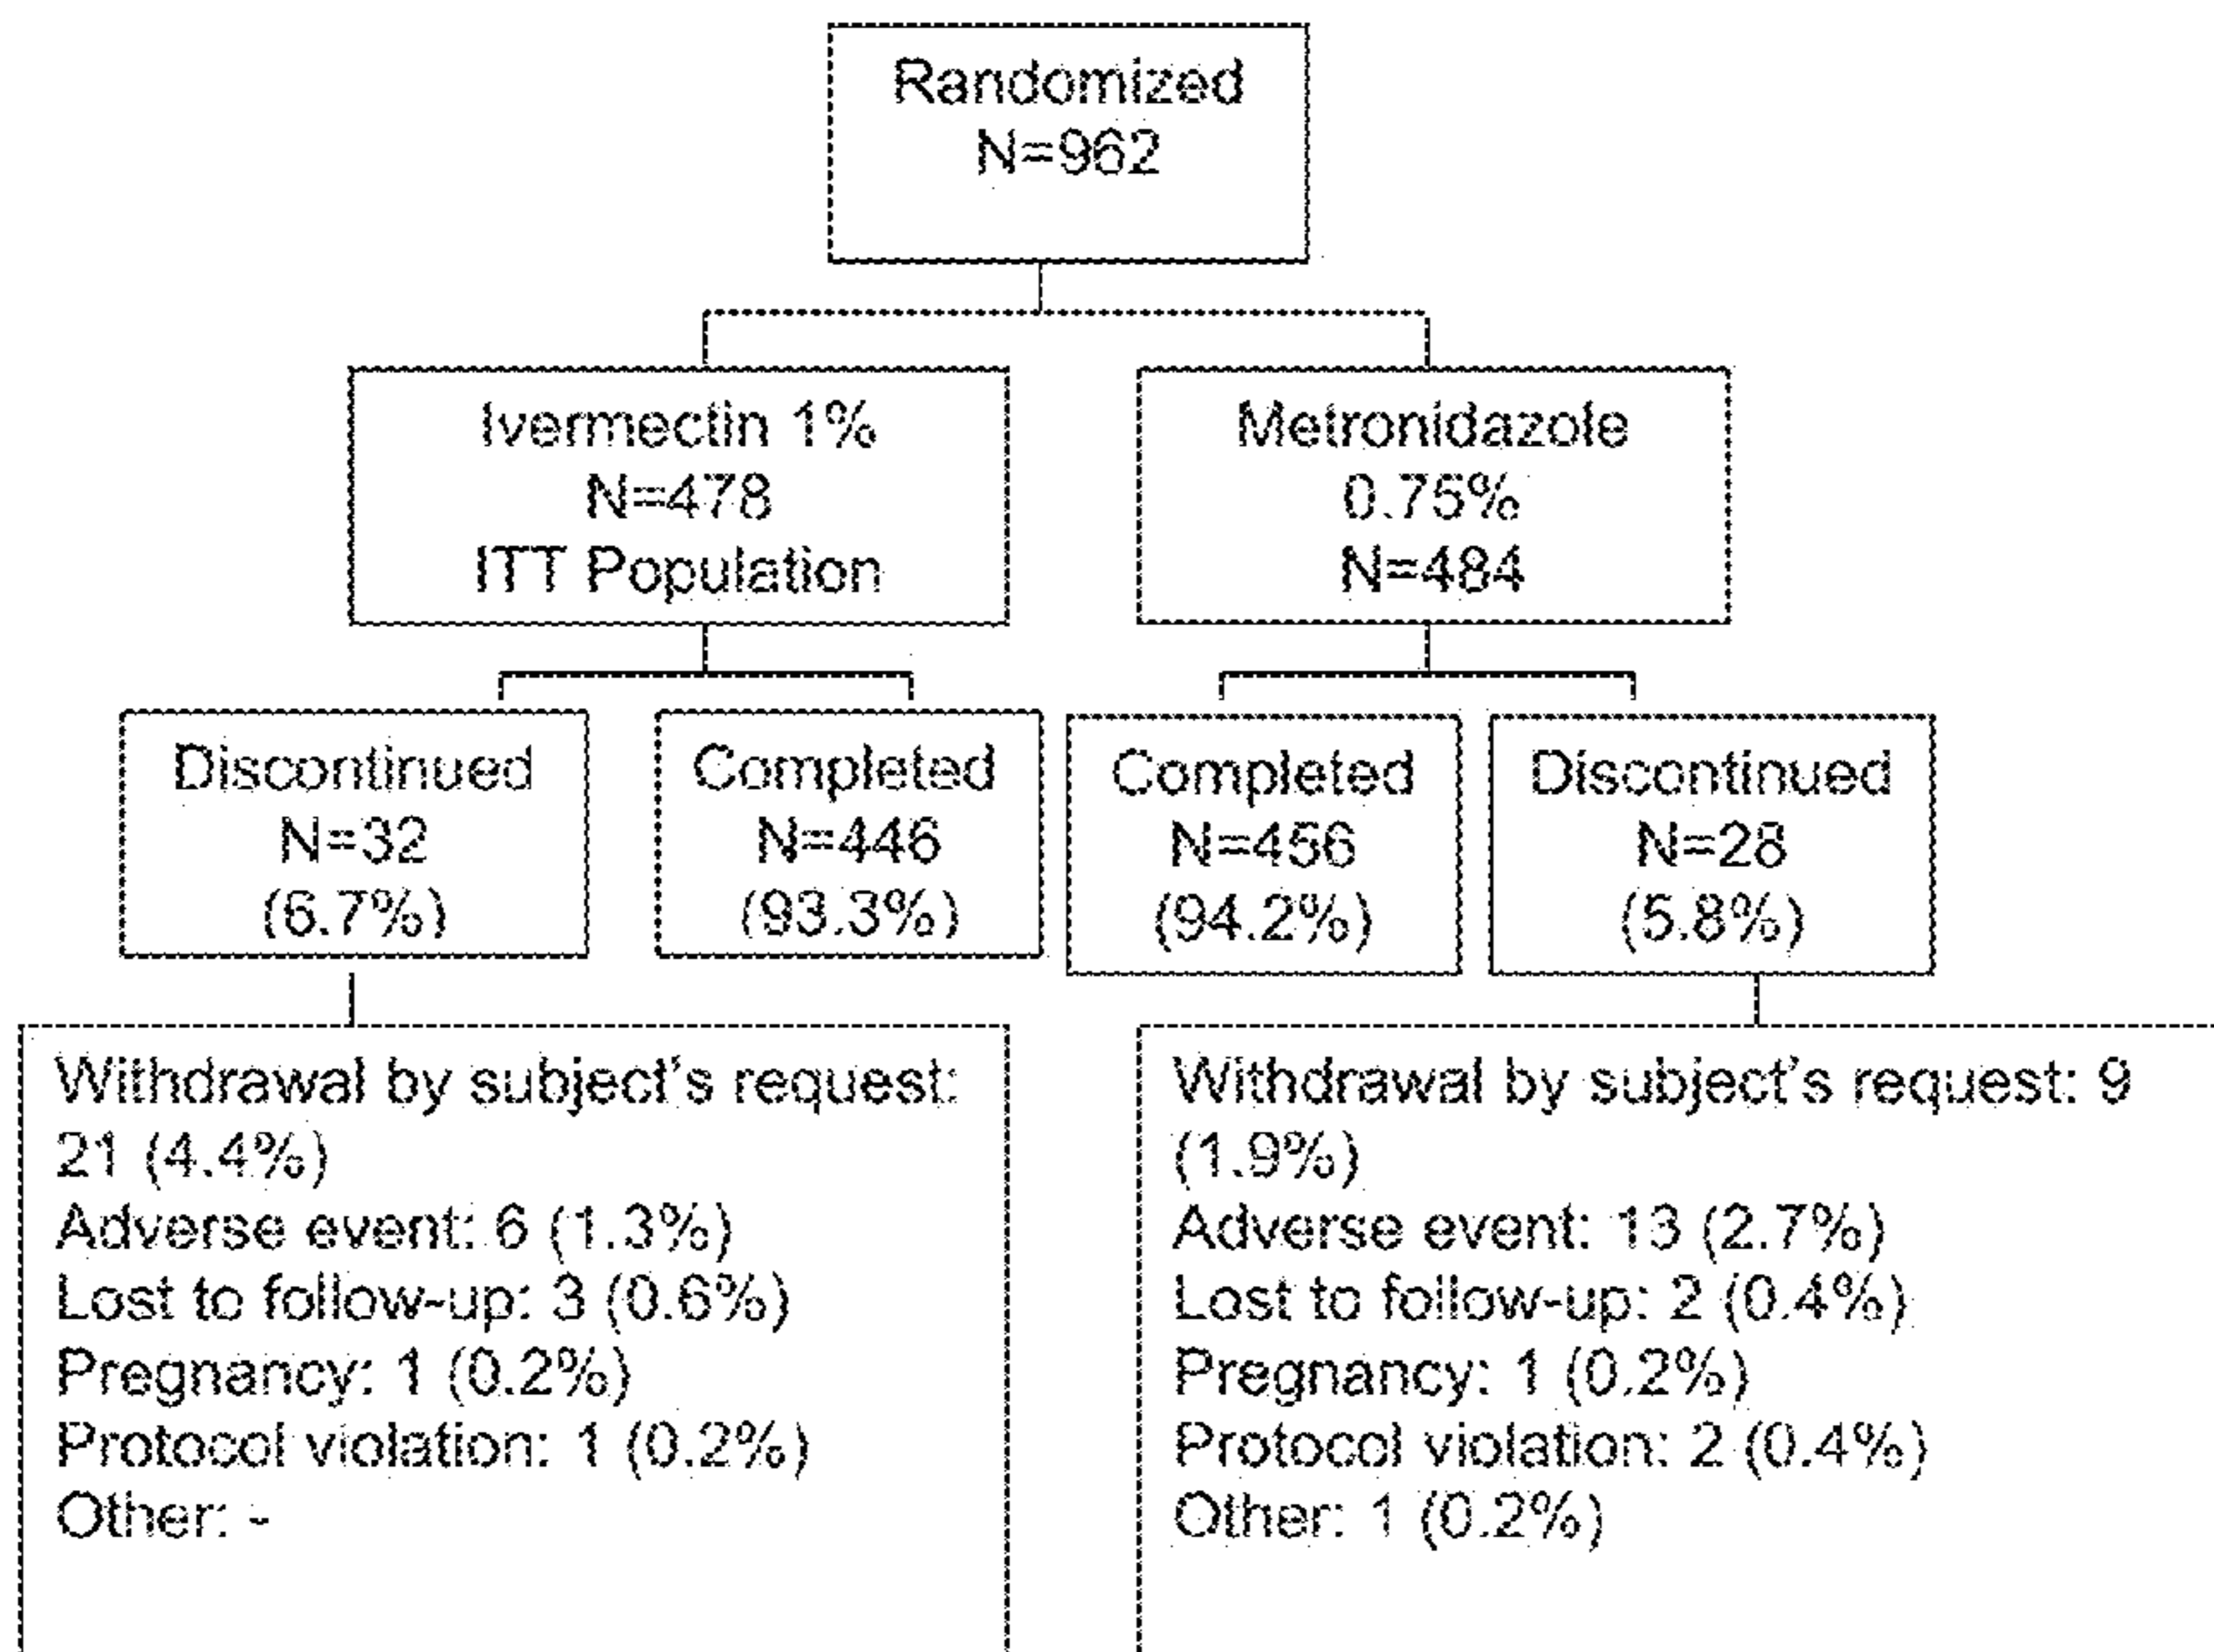 Randomized
N=962
Ivermectin 1%
N=478
ITT Population
Metronidazole
0.75%
N=484
Discontinued
N=32
(6.7%)
Completed
N=446
(93.3%)
Completed
N=456
(94.2%)
Discontinued
N=28
(5.8%)
Withdrawal by subject's request:
21 (4.4%)
Adverse event: 6 (1.3%)
Lost to follow-up: 3 (0.6%)
Pregnancy: 1 (0.2%)
Protocol violation: 1 (0.2%)
Other: -
Withdrawal by subject's request: 9
(1.9%)
Adverse event: 13 (2.7%)
Lost to follow-up: 2 (0.4%)
Pregnancy: 1 (0.2%)
Protocol violation: 2 (0.4%)
Other: 1 (0.2%)